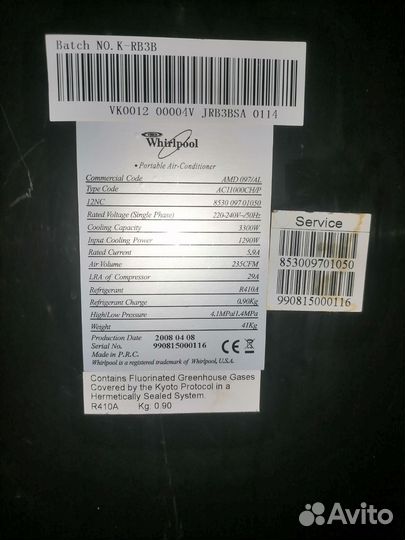 Batch NO. K-RB3B
VK0012 00004V JRB3BSA 0114
Whirlpool
• Portable Air-Conditioner
Commercial Code AMD 097/AL
Type Code AC11000CH/P
12NC 8530 097 01050
Rated Voltage (Single Phase) 220-240V~/50Hz
Cooling Capacity 3300W
Input Cooling Power 1290W
Rated Current 5.9A
Air Volume 235CFM
LRA of Compressor 29A
Refrigerant R410A
Refrigerant Charge 0.90Kg
High/Low Pressure 4.1MPa/1.4MPa
Weight 41Kg
Production Date 2008 04 08
Serial No. 990815000116
Made in P.R.C.
Whirlpool is a registered trademark of Whirlpool, U.S.A.
CE
Service
853009701050
990815000116
Contains Fluorinated Greenhouse Gases
Covered by the Kyoto Protocol in a
Hermetically Sealed System.
R410A Kg: 0.90
Avito